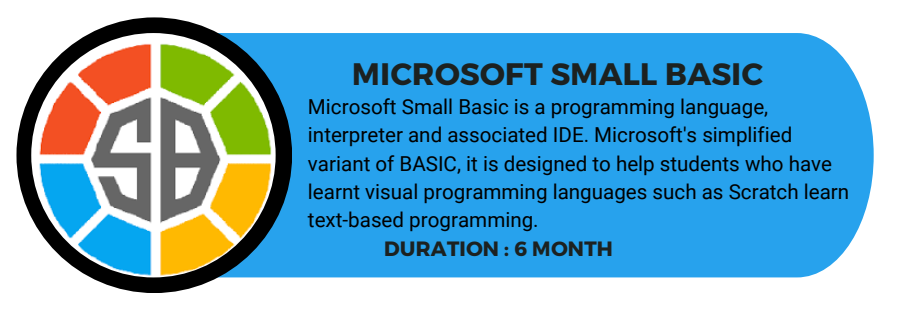 SB
MICROSOFT SMALL BASIC
Microsoft Small Basic is a programming language,
interpreter and associated IDE. Microsoft's simplified
variant of BASIC, it is designed to help students who have
learnt visual programming languages such as Scratch learn
text-based programming.
DURATION : 6 MONTH